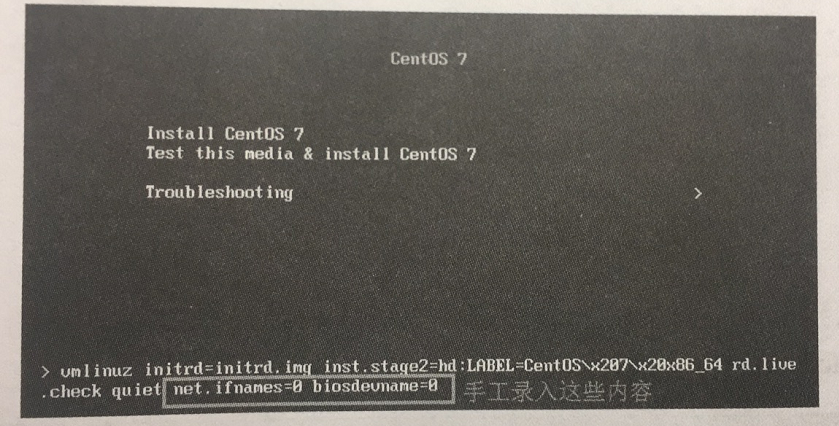 CentOS 7
Install CentOS 7
Test this media & install CentOS 7
Troubleshooting >
> vmlinuz initrd=initrd.img inst.stage2=hd:LABEL=CentOS\x207\x20x86_64 rd.live
.check quiet net.ifnames=0 biosdevname=0 手工录入这些内容